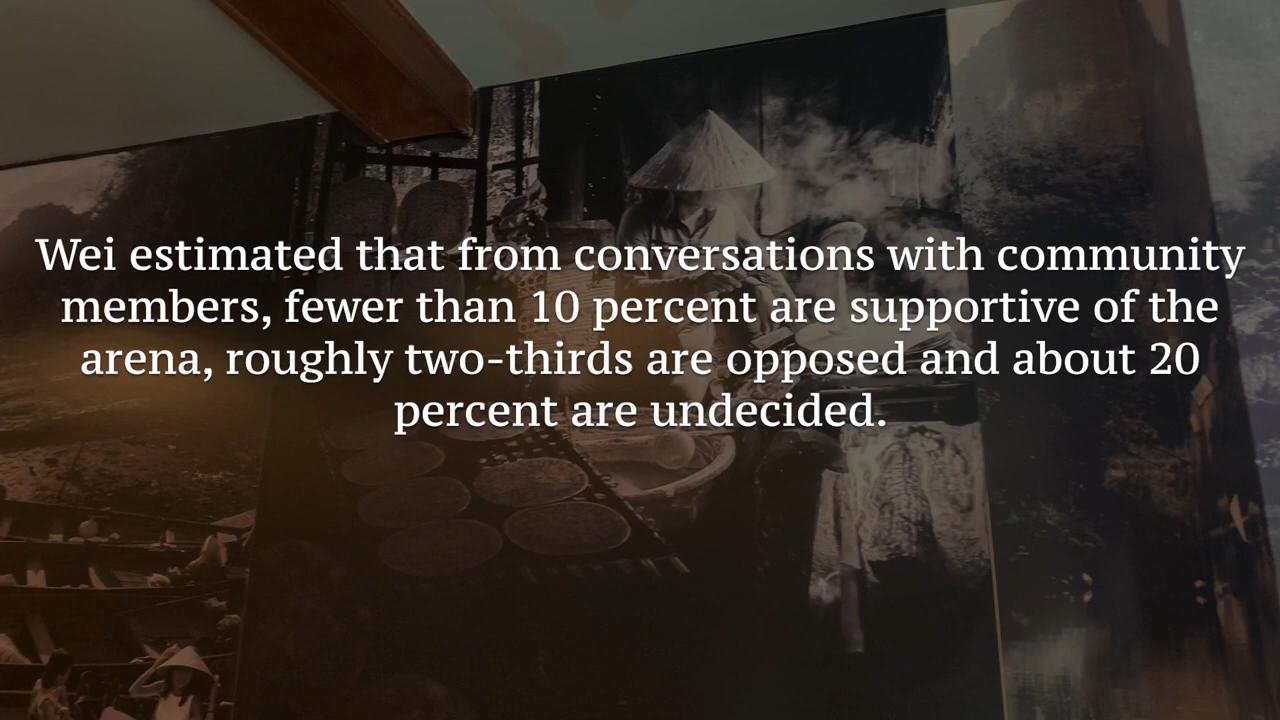 Wei estimated that from conversations with community
members, fewer than 10 percent are supportive of the
arena, roughly two-thirds are opposed and about 20
percent are undecided.